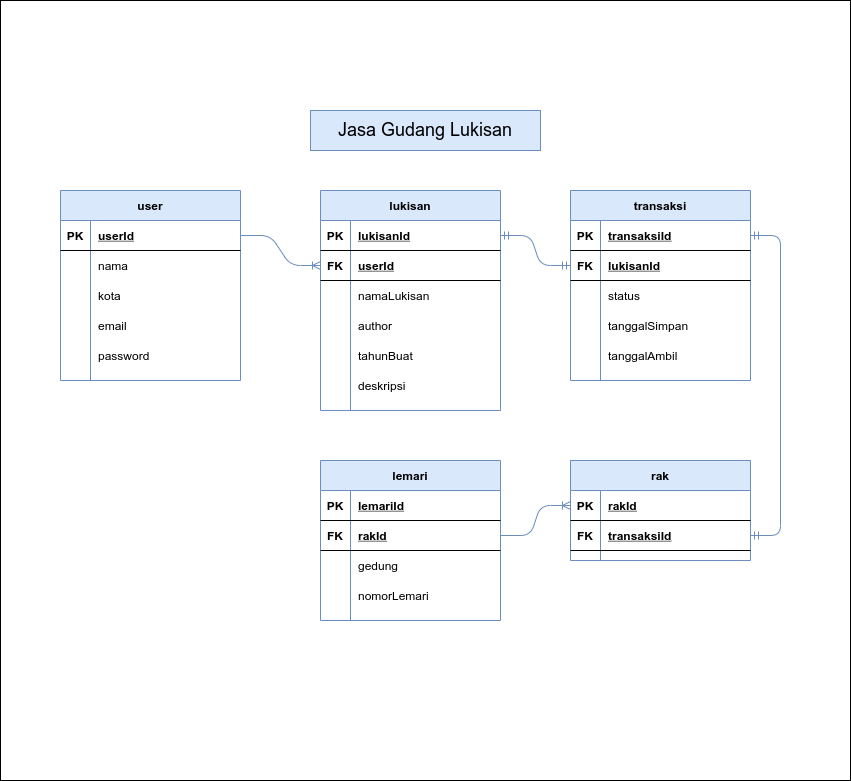 Jasa Gudang Lukisan
user
PK userId
nama
kota
email
password
lukisan
PK lukisanId
FK userId
namaLukisan
author
tahunBuat
deskripsi
transaksi
PK transaksiId
FK lukisanId
status
tanggalSimpan
tanggalAmbil
lemari
PK lemariId
FK rakId
gedung
nomorLemari
rak
PK rakId
FK transaksiId